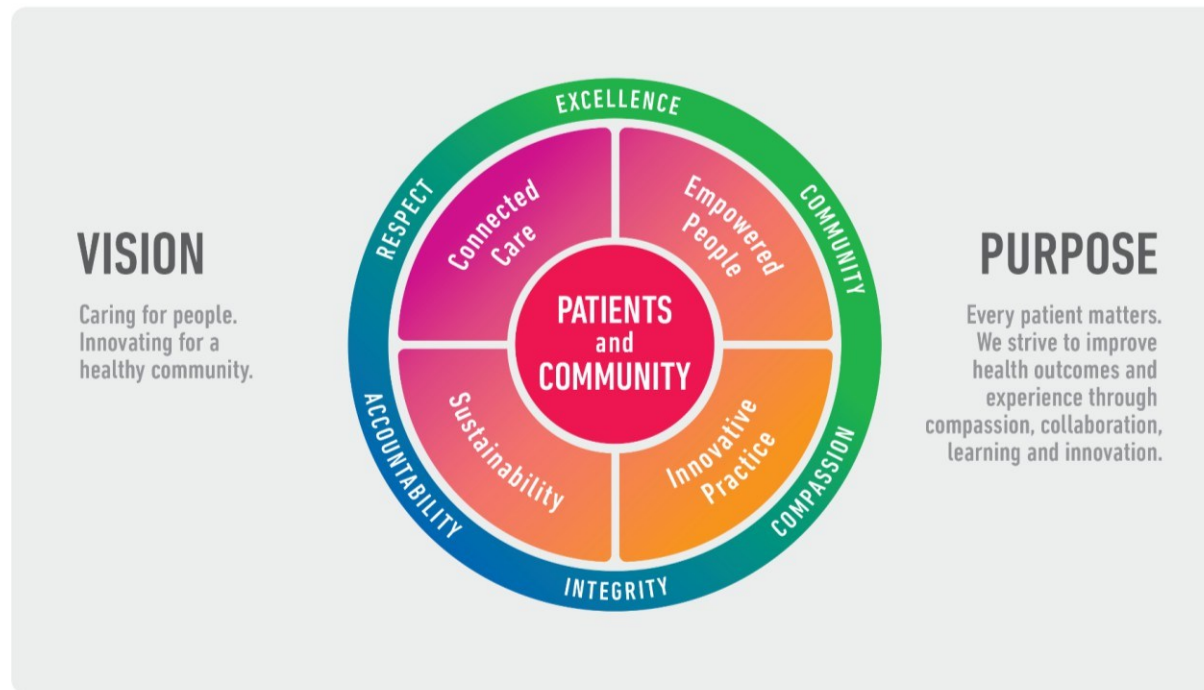 VISION
Caring for people.
Innovating for a
healthy community.
EXCELLENCE
COMMUNITY
COMPASSION
INTEGRITY
ACCOUNTABILITY
RESPECT
Connected
Care
Empowered
People
Innovative
Practice
Sustainability
PATIENTS
and
COMMUNITY
PURPOSE
Every patient matters.
We strive to improve
health outcomes and
experience through
compassion, collaboration,
learning and innovation.